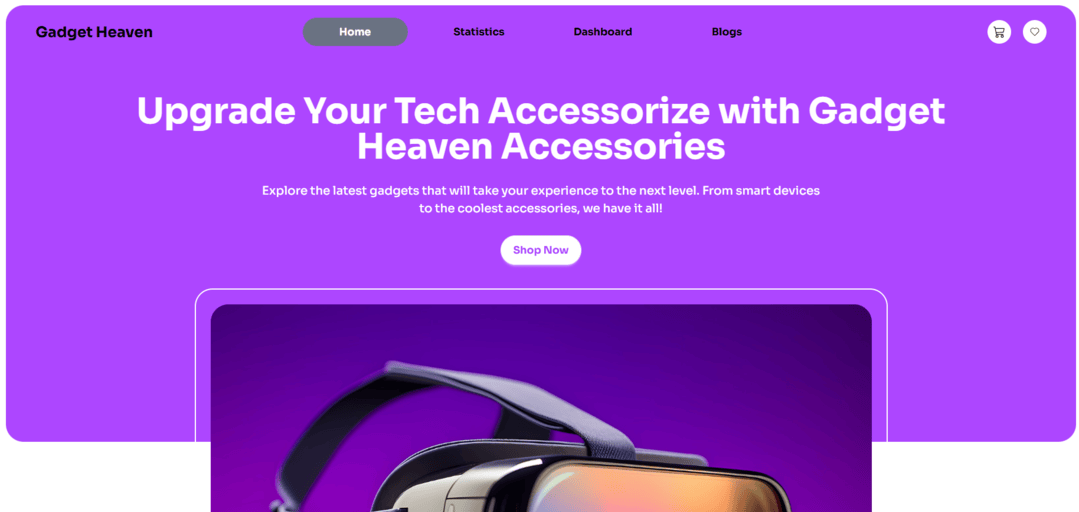 Gadget Heaven
Home
Statistics
Dashboard
Blogs
Upgrade Your Tech Accessorize with Gadget
Heaven Accessories
Explore the latest gadgets that will take your experience to the next level. From smart devices
to the coolest accessories, we have it all!
Shop Now